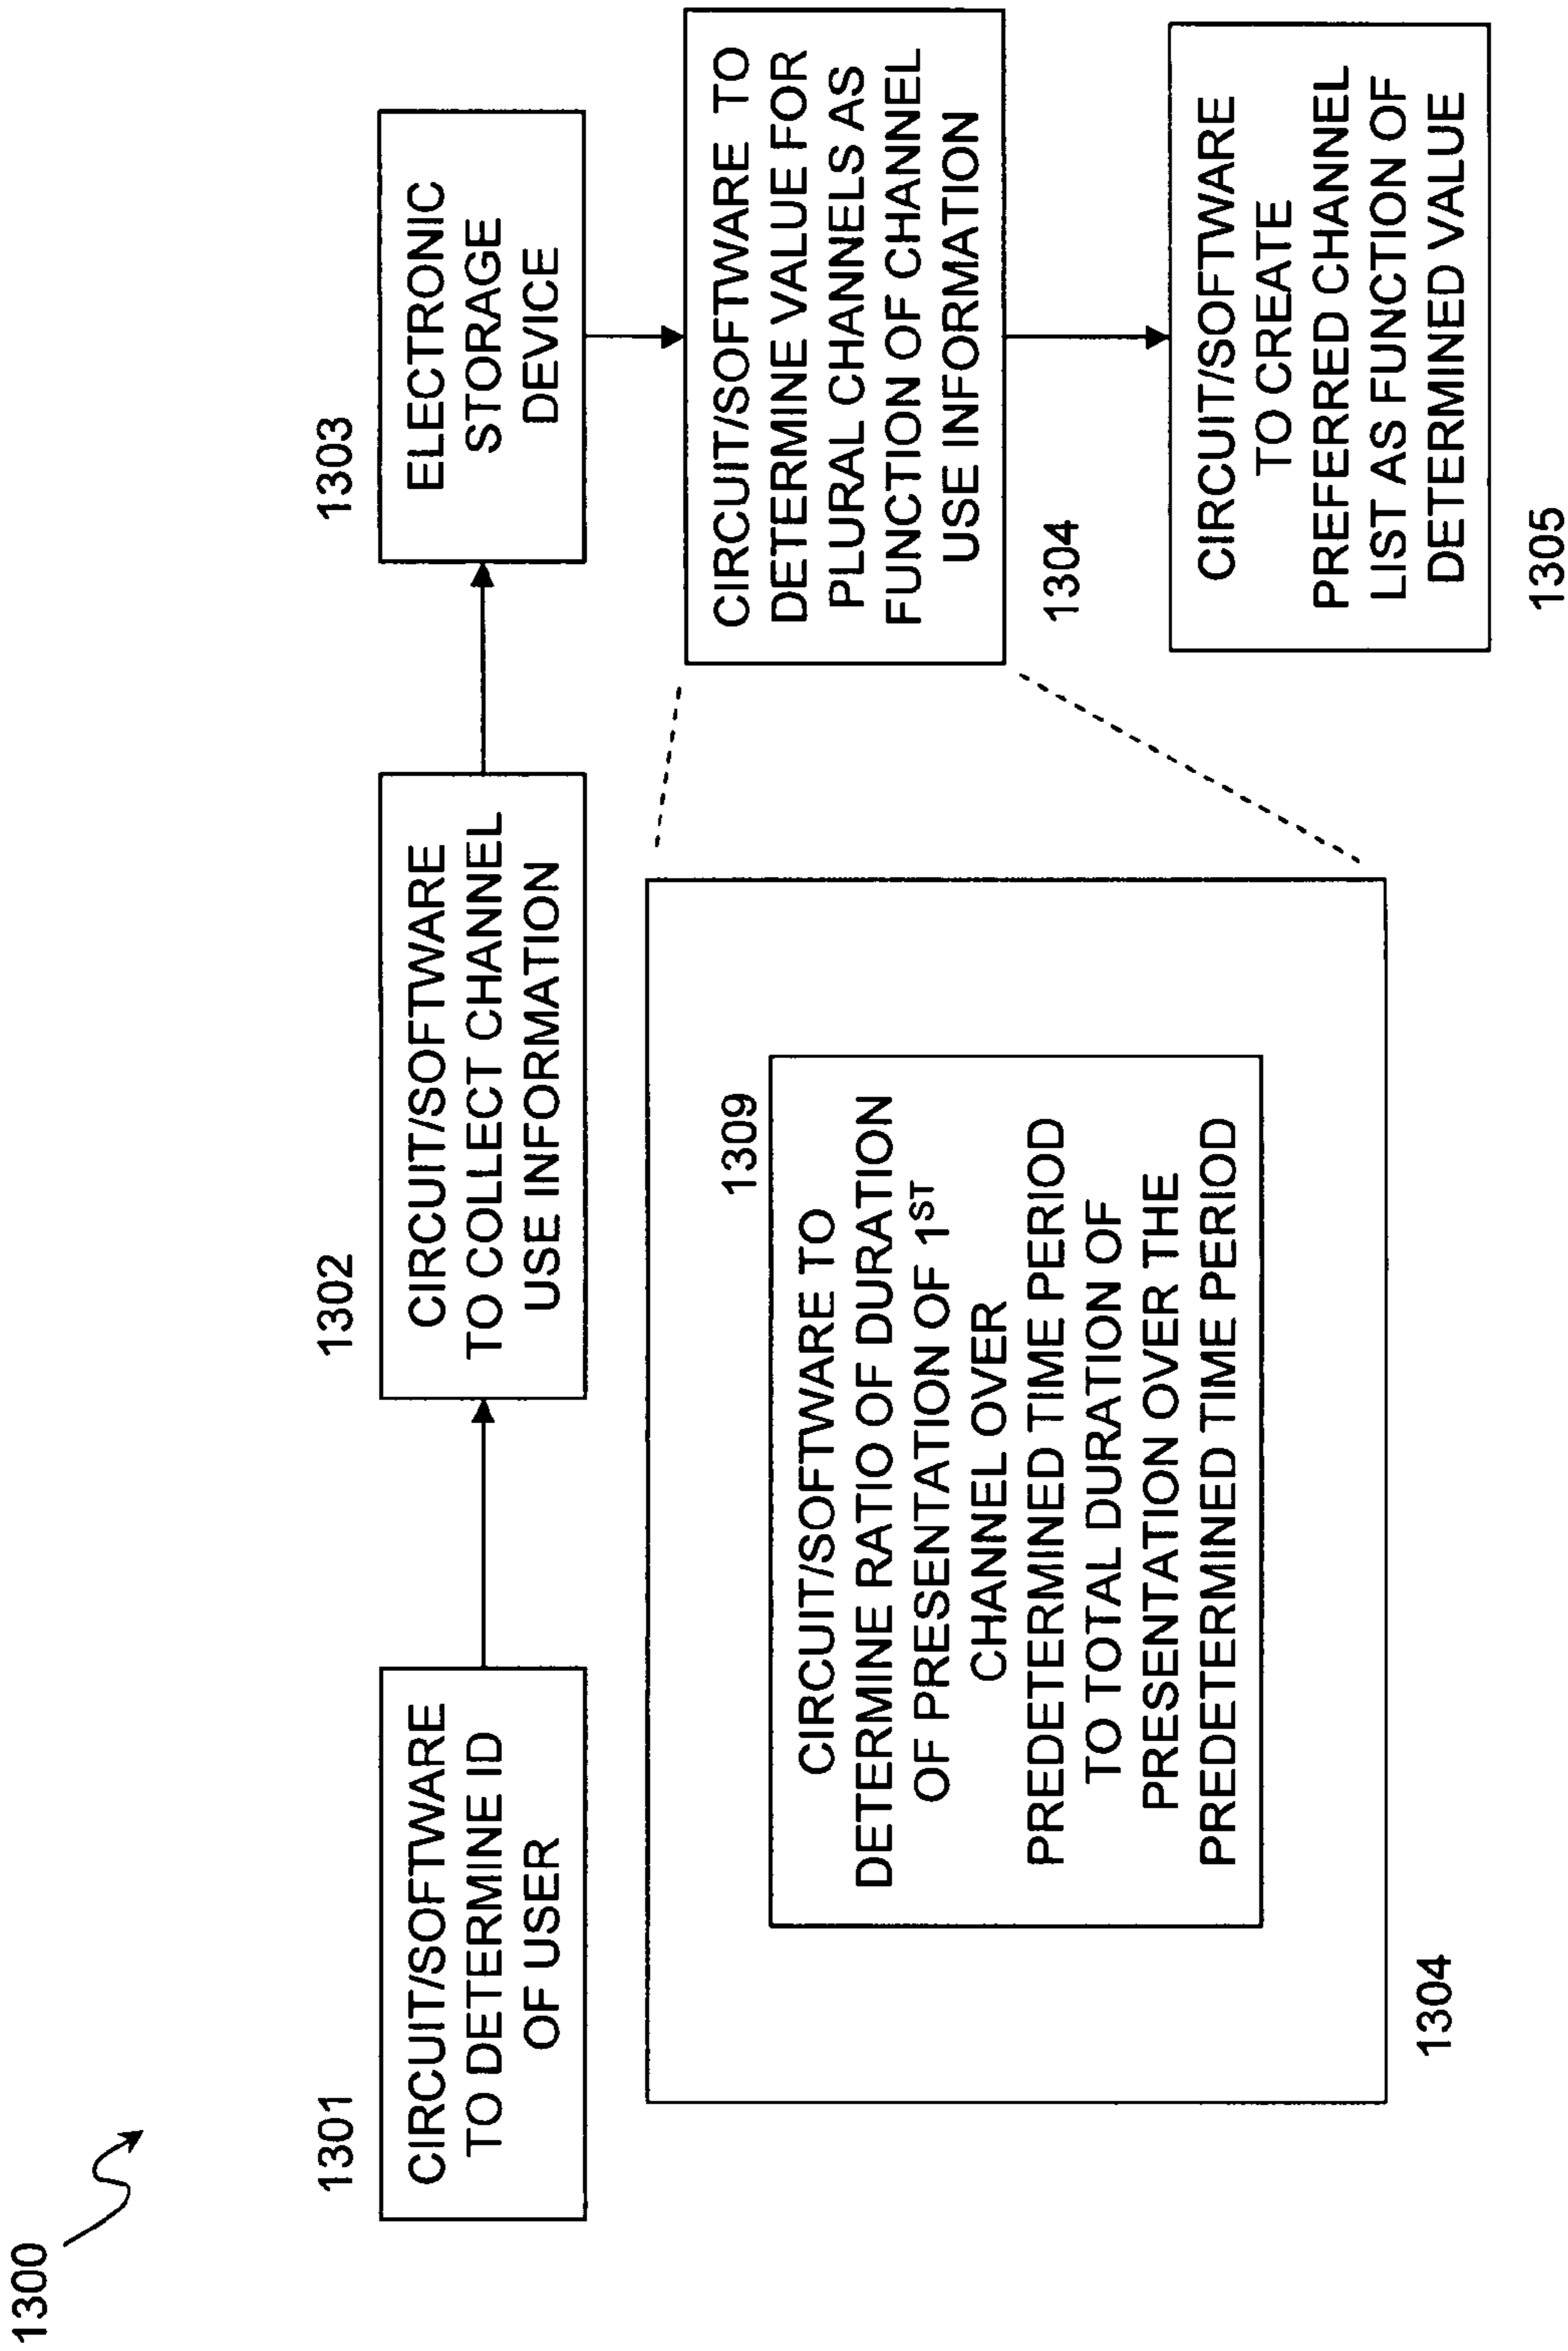 1300
1301
CIRCUIT/SOFTWARE
TO DETERMINE ID
OF USER
1302
CIRCUIT/SOFTWARE
TO COLLECT CHANNEL
USE INFORMATION
1303
ELECTRONIC
STORAGE
DEVICE
CIRCUIT/SOFTWARE TO
DETERMINE VALUE FOR
PLURAL CHANNELS AS
FUNCTION OF CHANNEL
USE INFORMATION
1304
1309
CIRCUIT/SOFTWARE TO
DETERMINE RATIO OF DURATION
OF PRESENTATION OF 1ST
CHANNEL OVER
PREDETERMINED TIME PERIOD
TO TOTAL DURATION OF
PRESENTATION OVER THE
PREDETERMINED TIME PERIOD
1304
CIRCUIT/SOFTWARE
TO CREATE
PREFERRED CHANNEL
LIST AS FUNCTION OF
DETERMINED VALUE
1305